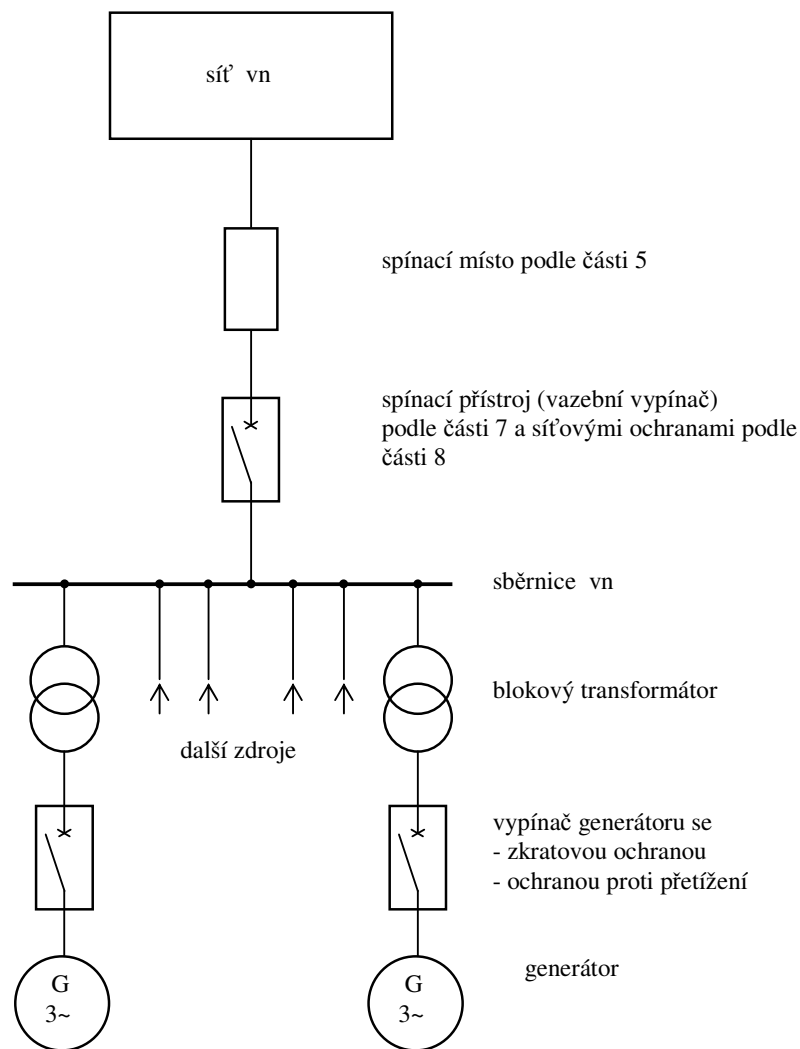 síť vn
spínací místo podle části 5
spínací přístroj (vazební vypínač)
podle části 7 a síťovými ochranami podle
části 8
sběrnice vn
blokový transformátor
další zdroje
vypínač generátoru se
- zkratovou ochranou
- ochranou proti přetížení
generátor
G
3~
G
3~